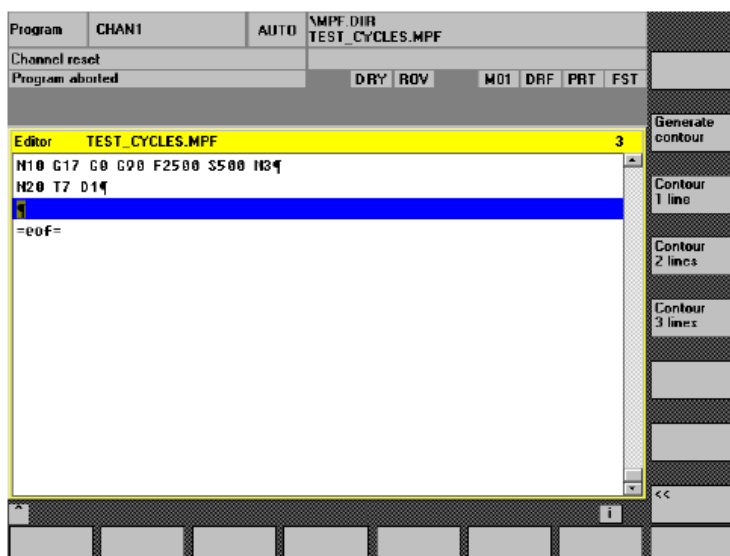 Program CHAN1 AUTO \MPF.DIR
TEST_CYCLES.MPF
Channel reset
Program aborted DRY ROV M01 DRF PRT FST
Editor TEST_CYCLES.MPF 3
N10 G17 G0 G90 F2500 S500 M3¶
N20 T7 D1¶
¶
=eof=
Generate
contour
Contour
1 line
Contour
2 lines
Contour
3 lines
<<
^ i